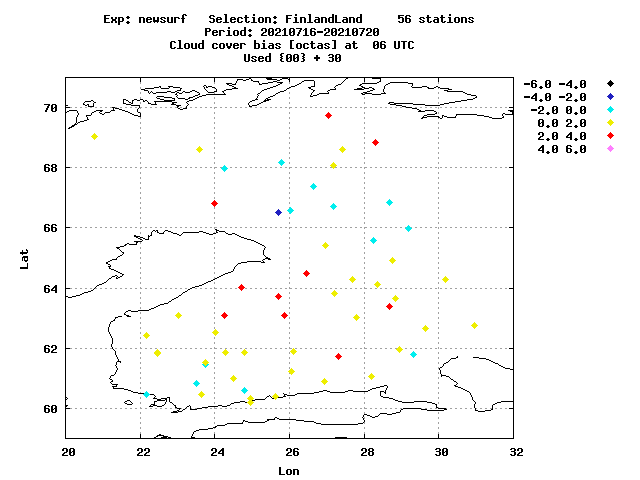 Exp: newsurf Selection: FinlandLand 56 stations
Period: 20210716-20210720
Cloud cover bias [octas] at 06 UTC
Used {00} + 30
-6.0 -4.0
-4.0 -2.0
-2.0 0.0
0.0 2.0
2.0 4.0
4.0 6.0
70
68
66
64
62
60
Lat
20 22 24 26 28 30 32
Lon